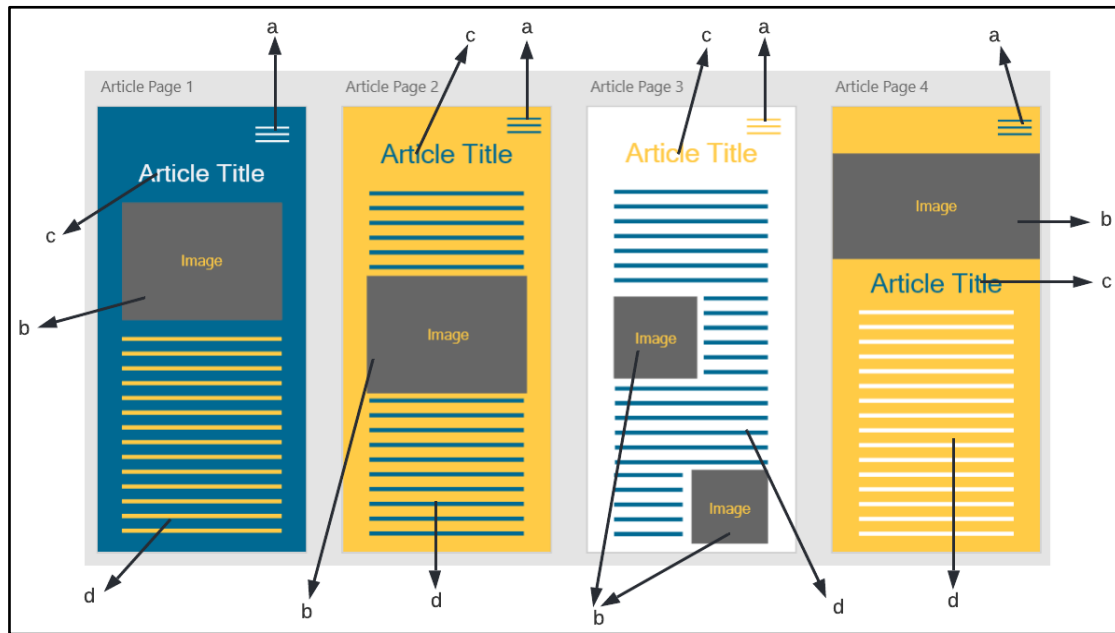 a
c
a
c
a
a
Article Page 1
Article Page 2
Article Page 3
Article Page 4
Article Title
Article Title
Article Title
Image
b
c
Image
Article Title
c
b
Image
Image
Image
d
b
d
b
d
d